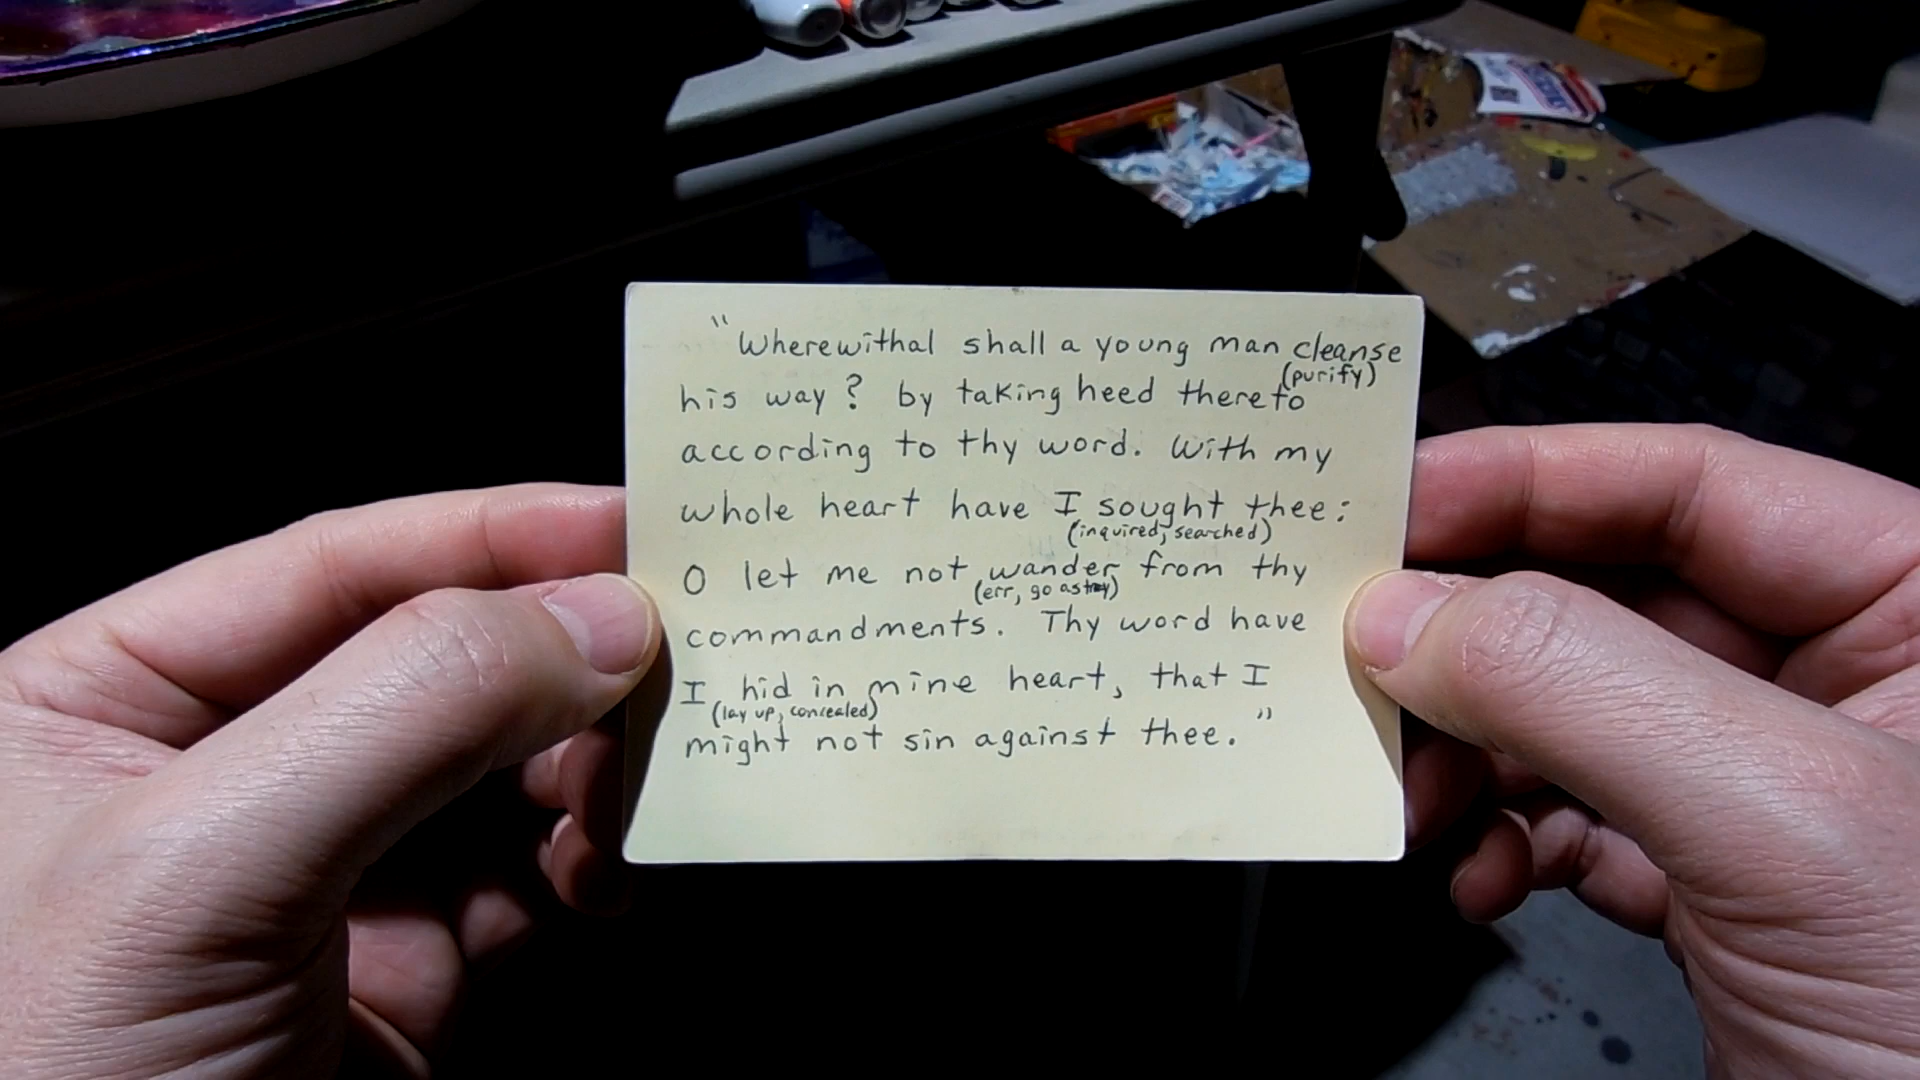 "Wherewithal shall a young man cleanse
(purify)
his way? by taking heed thereto
according to thy word. With my
whole heart have I sought thee:
(inquired, searched)
O let me not wander from thy
(err, go astray)
commandments. Thy word have
I hid in mine heart, that I
(lay up, concealed)
might not sin against thee."